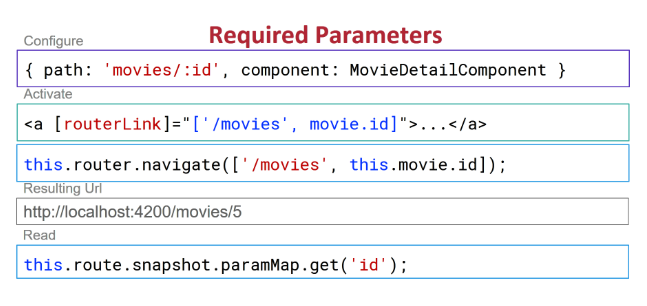 Required Parameters
Configure
{ path: 'movies/:id', component: MovieDetailComponent }
Activate
<a [routerLink]="['/movies', movie.id]">...</a>
this.router.navigate(['/movies', this.movie.id]);
Resulting Url
http://localhost:4200/movies/5
Read
this.route.snapshot.paramMap.get('id');